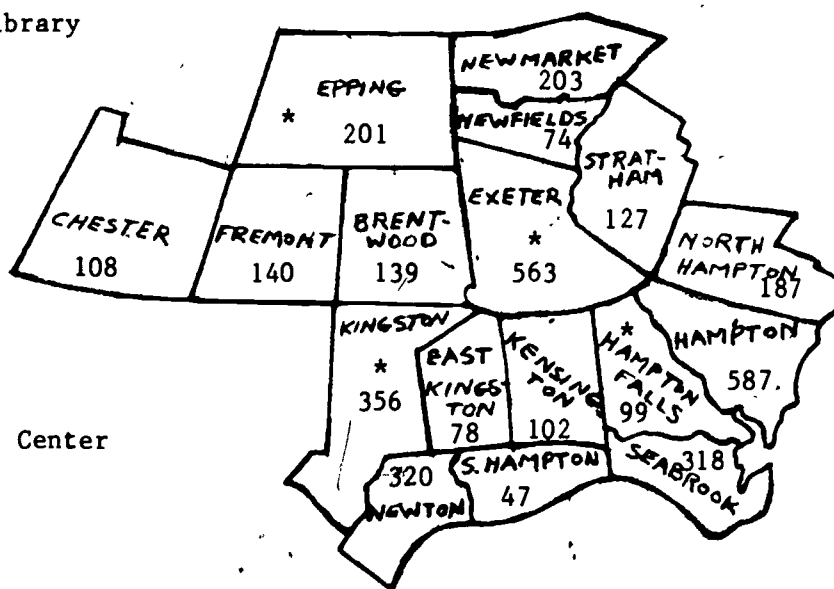 ibrary
NEWMARKET
203
EPPING
*
201
NEWFIELDS
74
STRAT-
HAM
127
EXETER
*
563
CHESTER
108
FREMONT
140
BRENT-
WOOD
139
NORTH
HAMPTON
187
KINGSTON
*
356
EAST
KINGS-
TON
78
KENSING
TON
102
*
HAMPTON
FALLS
99
HAMPTON
587
Center
320
NEWTON
S. HAMPTON
47
318
SEABROOK